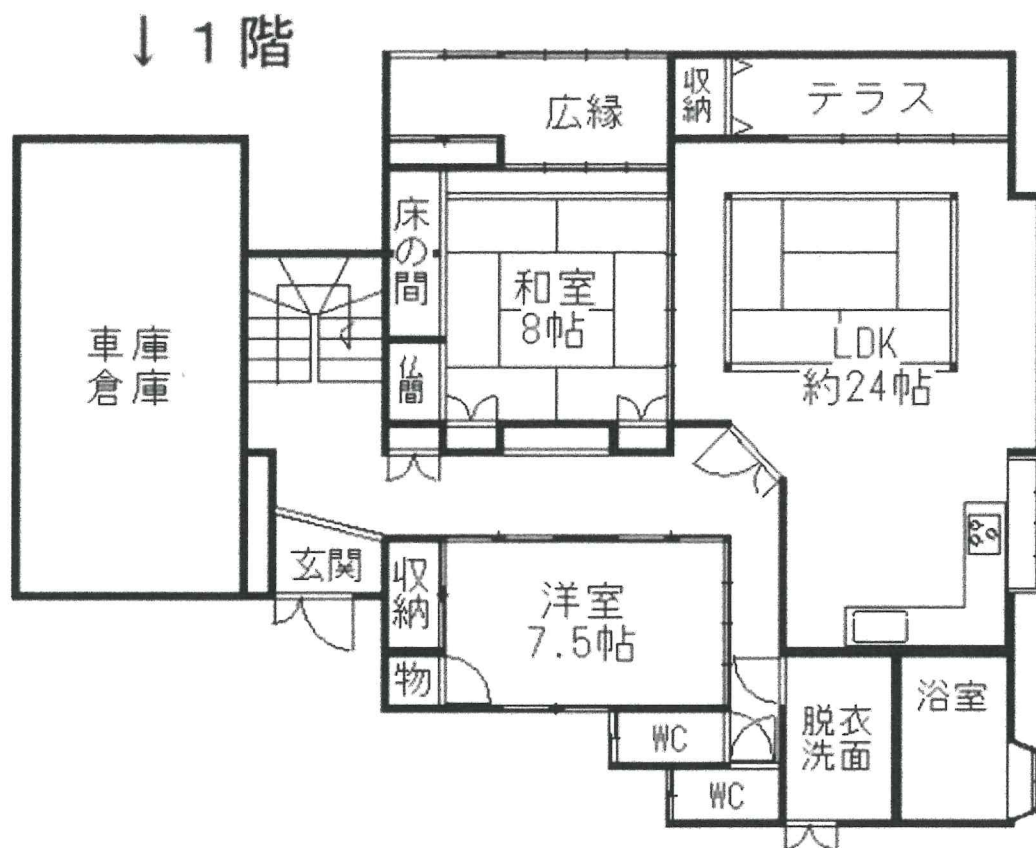 ↓ 1階
広縁
収納
テラス
床の間
和室
8帖
車庫
倉庫
LDK
約24帖
仏間
玄関
収納
洋室
7.5帖
物
浴室
脱衣
洗面
WC
WC